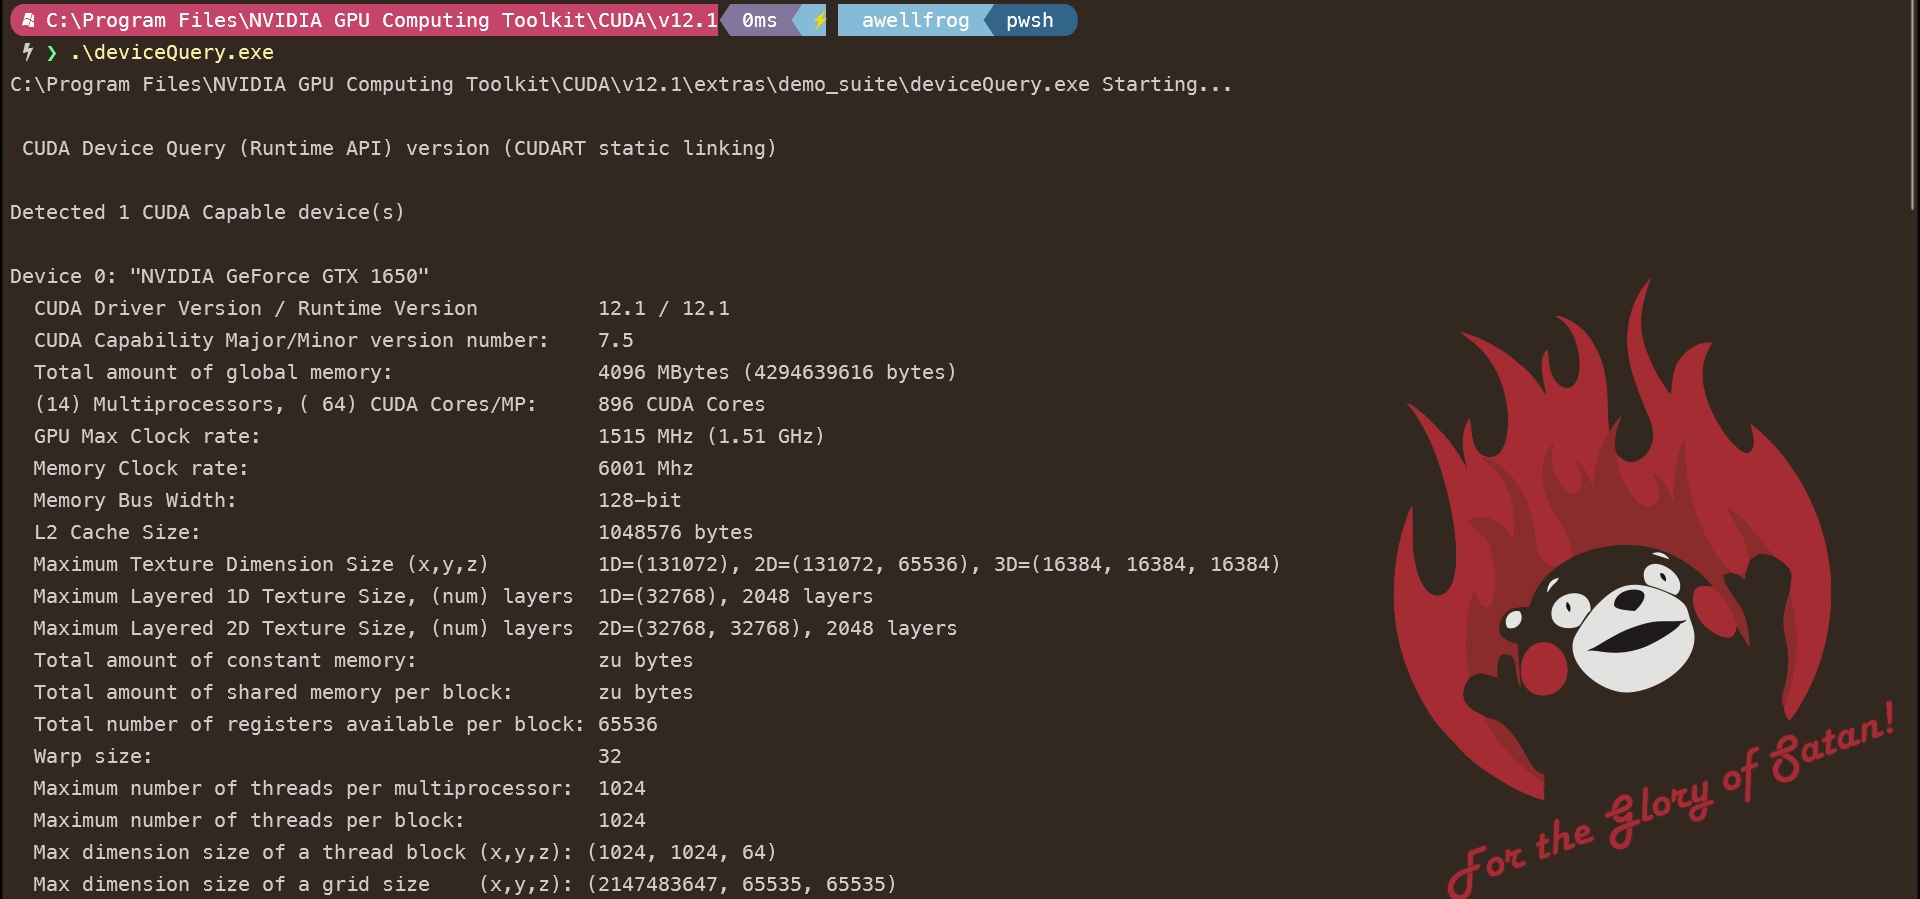 C:\Program Files\NVIDIA GPU Computing Toolkit\CUDA\v12.1 0ms ⚡ awellfrog pwsh
❯ .\deviceQuery.exe
C:\Program Files\NVIDIA GPU Computing Toolkit\CUDA\v12.1\extras\demo_suite\deviceQuery.exe Starting...
CUDA Device Query (Runtime API) version (CUDART static linking)
Detected 1 CUDA Capable device(s)
Device 0: "NVIDIA GeForce GTX 1650"
CUDA Driver Version / Runtime Version 12.1 / 12.1
CUDA Capability Major/Minor version number: 7.5
Total amount of global memory: 4096 MBytes (4294639616 bytes)
(14) Multiprocessors, ( 64) CUDA Cores/MP: 896 CUDA Cores
GPU Max Clock rate: 1515 MHz (1.51 GHz)
Memory Clock rate: 6001 Mhz
Memory Bus Width: 128-bit
L2 Cache Size: 1048576 bytes
Maximum Texture Dimension Size (x,y,z) 1D=(131072), 2D=(131072, 65536), 3D=(16384, 16384, 16384)
Maximum Layered 1D Texture Size, (num) layers 1D=(32768), 2048 layers
Maximum Layered 2D Texture Size, (num) layers 2D=(32768, 32768), 2048 layers
Total amount of constant memory: zu bytes
Total amount of shared memory per block: zu bytes
Total number of registers available per block: 65536
Warp size: 32
Maximum number of threads per multiprocessor: 1024
Maximum number of threads per block: 1024
Max dimension size of a thread block (x,y,z): (1024, 1024, 64)
Max dimension size of a grid size (x,y,z): (2147483647, 65535, 65535)
For the Glory of Satan!